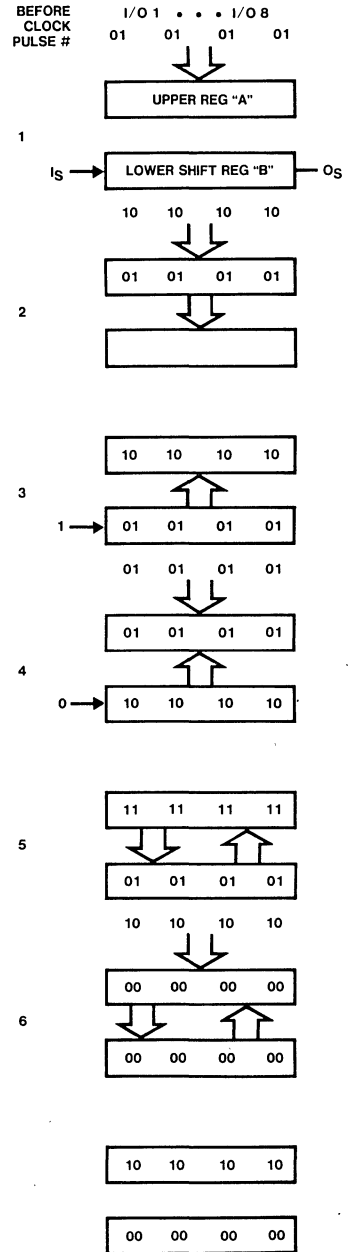 BEFORE I/O 1 • • • I/O 8
CLOCK 01 01 01 01
PULSE #
UPPER REG "A"
1
IS LOWER SHIFT REG "B" OS
10 10 10 10
01 01 01 01
2
10 10 10 10
3
1 01 01 01 01
01 01 01 01
01 01 01 01
4
0 10 10 10 10
11 11 11 11
5
01 01 01 01
10 10 10 10
00 00 00 00
6
00 00 00 00
10 10 10 10
00 00 00 00